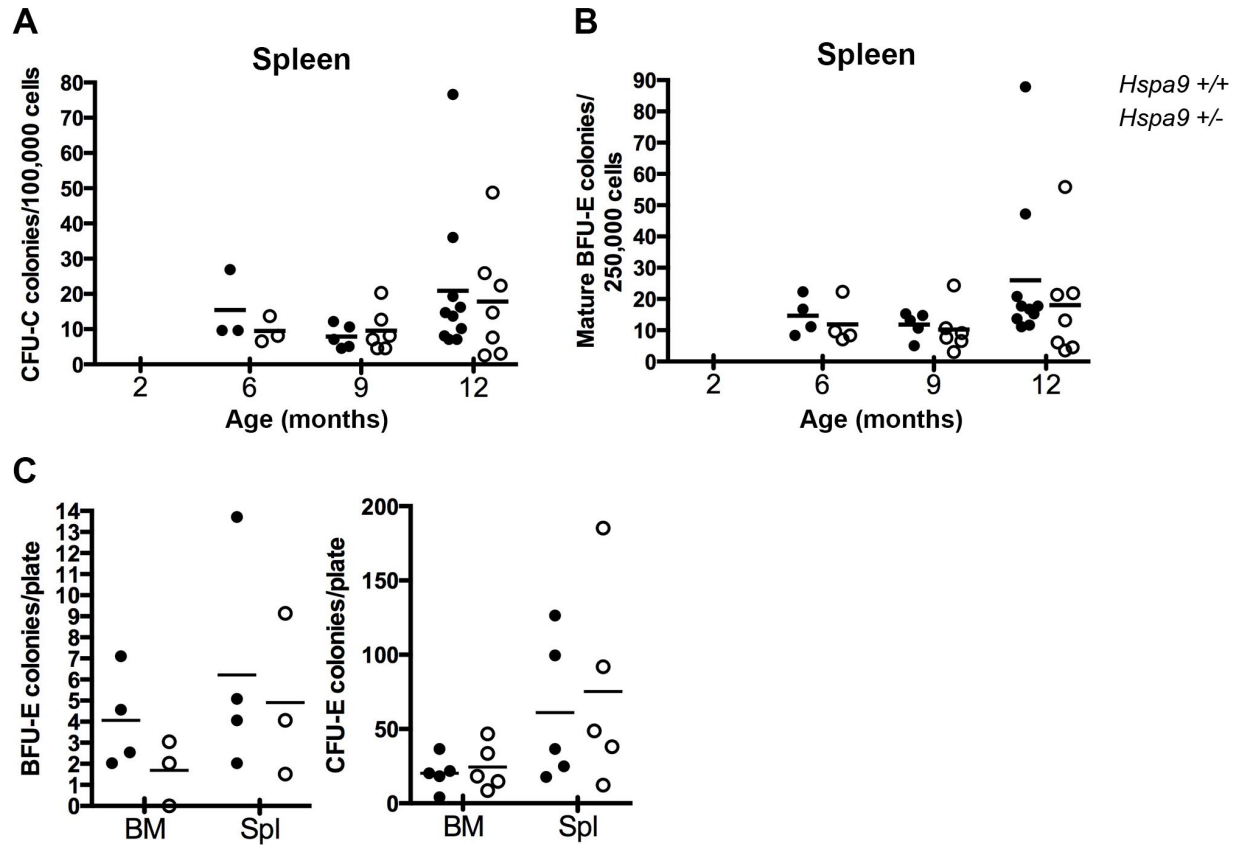 A
Spleen
CFU-C colonies/100,000 cells
80
70
60
50
40
30
20
10
0
2 6 9 12
Age (months)
B
Spleen
Mature BFU-E colonies/
250,000 cells
90
80
70
60
50
40
30
20
10
0
2 6 9 12
Age (months)
Hspa9 +/+
Hspa9 +/-
C
BFU-E colonies/plate
14
13
12
11
10
9
8
7
6
5
4
3
2
1
0
BM Spl
CFU-E colonies/plate
200
150
100
50
0
BM Spl